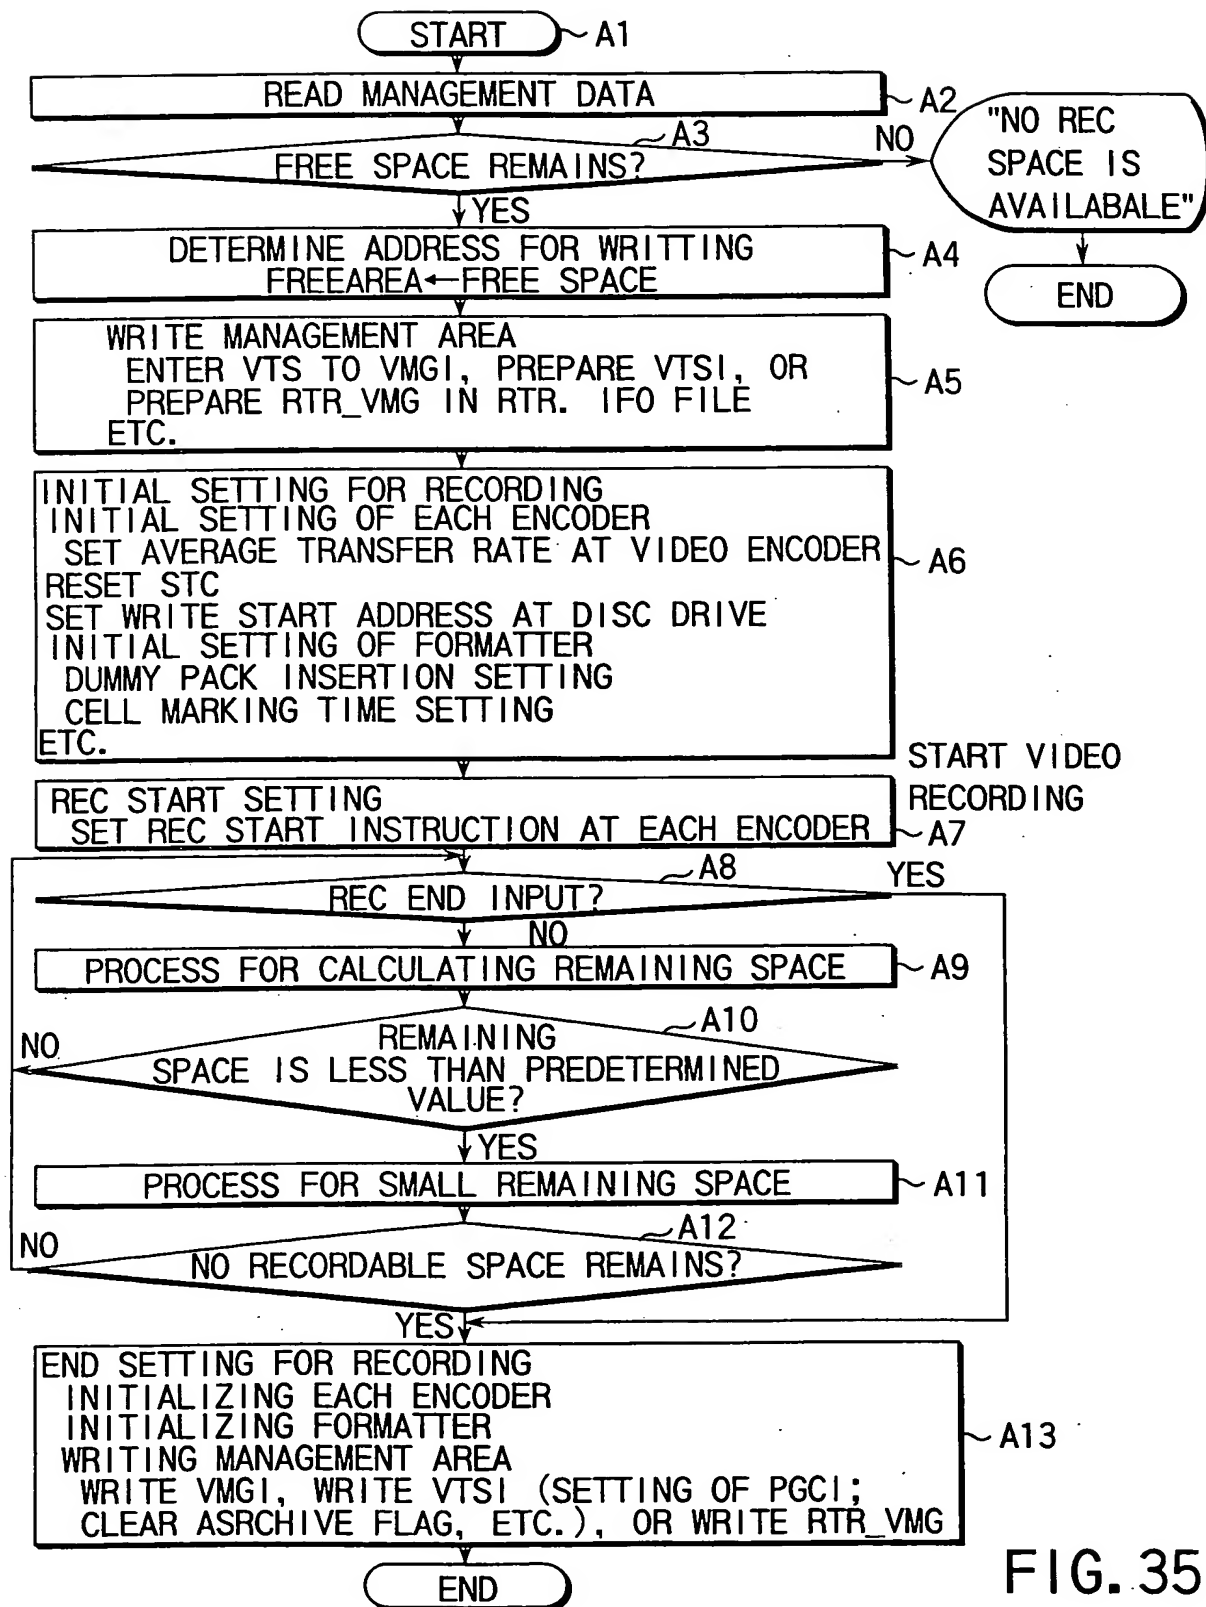 START
A1
READ MANAGEMENT DATA
A2
A3
FREE SPACE REMAINS?
NO
"NO REC
SPACE IS
AVAILABALE"
END
YES
DETERMINE ADDRESS FOR WRITTING
FREEAREA←FREE SPACE
A4
WRITE MANAGEMENT AREA
ENTER VTS TO VMGI, PREPARE VTSI, OR
PREPARE RTR_VMG IN RTR. IFO FILE
ETC.
A5
INITIAL SETTING FOR RECORDING
INITIAL SETTING OF EACH ENCODER
SET AVERAGE TRANSFER RATE AT VIDEO ENCODER
RESET STC
SET WRITE START ADDRESS AT DISC DRIVE
INITIAL SETTING OF FORMATTER
DUMMY PACK INSERTION SETTING
CELL MARKING TIME SETTING
ETC.
A6
START VIDEO
RECORDING
REC START SETTING
SET REC START INSTRUCTION AT EACH ENCODER
A7
A8
REC END INPUT?
YES
NO
PROCESS FOR CALCULATING REMAINING SPACE
A9
A10
REMAINING
SPACE IS LESS THAN PREDETERMINED
VALUE?
NO
YES
PROCESS FOR SMALL REMAINING SPACE
A11
A12
NO RECORDABLE SPACE REMAINS?
NO
YES
END SETTING FOR RECORDING
INITIALIZING EACH ENCODER
INITIALIZING FORMATTER
WRITING MANAGEMENT AREA
WRITE VMGI, WRITE VTSI (SETTING OF PGCI;
CLEAR ASRCHIVE FLAG, ETC.), OR WRITE RTR_VMG
A13
END
FIG. 35